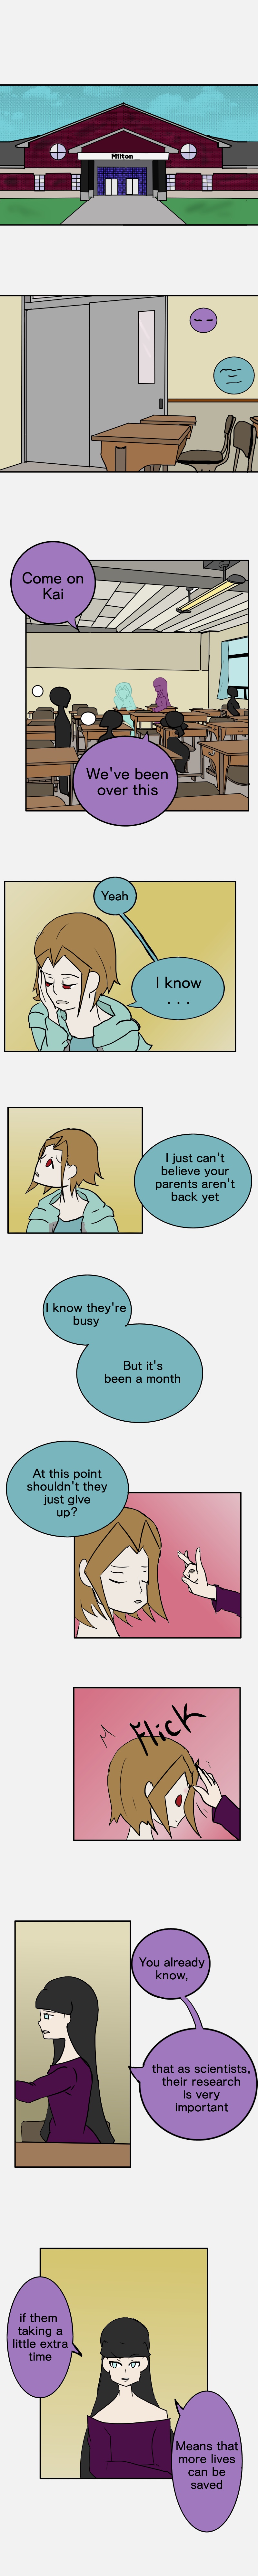 Milton
Come on
Kai
We've been
over this
Yeah
I know
. . .
I just can't
believe your
parents aren't
back yet
I know they're
busy
But it's
been a month
At this point
shouldn't they
just give
up?
Flick
You already
know,
that as scientists,
their research
is very
important
if them
taking a
little extra
time
Means that
more lives
can be
saved